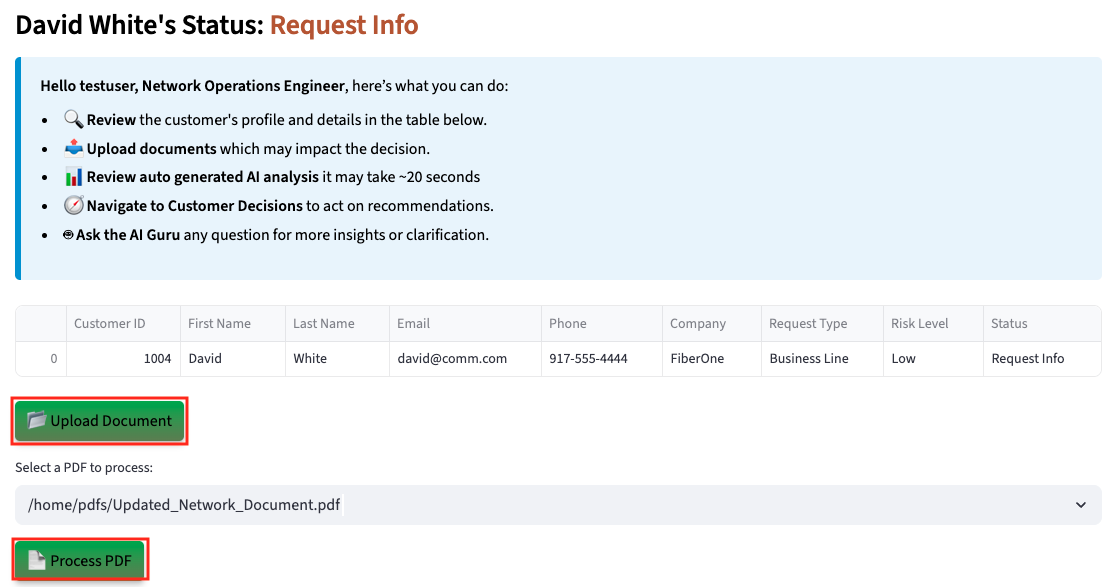 David White's Status: Request Info
Hello testuser, Network Operations Engineer, here’s what you can do:
• 🔍 Review the customer's profile and details in the table below.
• 📤 Upload documents which may impact the decision.
• 📊 Review auto generated AI analysis it may take ~20 seconds
• 🧭 Navigate to Customer Decisions to act on recommendations.
• Ask the AI Guru any question for more insights or clarification.
Customer ID First Name Last Name Email Phone Company Request Type Risk Level Status
0 1004 David White david@comm.com 917-555-4444 FiberOne Business Line Low Request Info
📁 Upload Document
Select a PDF to process:
/home/pdfs/Updated_Network_Document.pdf
📄 Process PDF